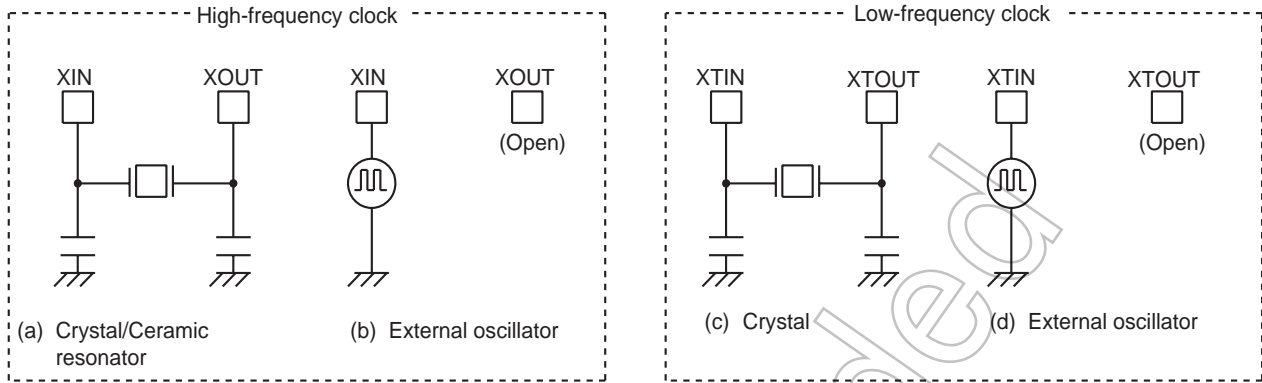 High-frequency clock
XIN XOUT XIN XOUT
(Open)
(a) Crystal/Ceramic
resonator
(b) External oscillator
Low-frequency clock
XTIN XTOUT XTIN XTOUT
(Open)
(c) Crystal
(d) External oscillator
ded